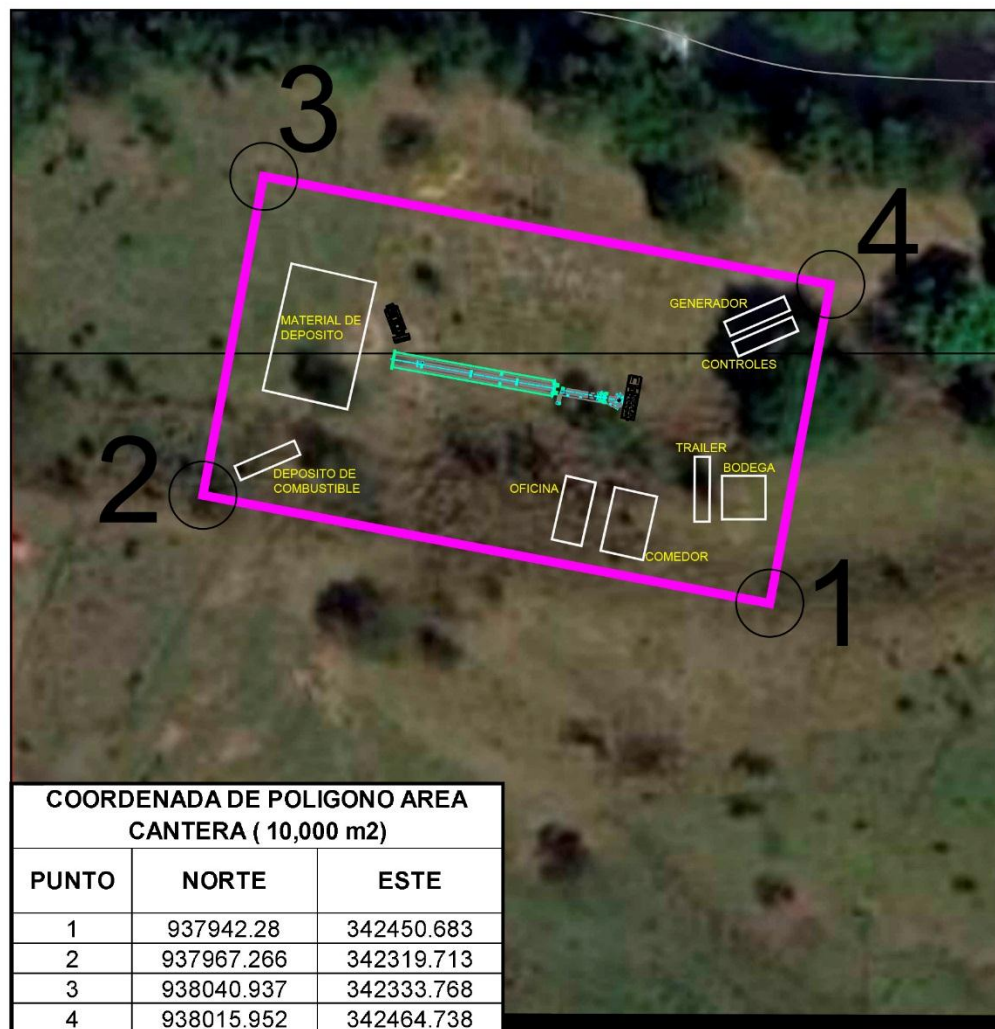 3
4
GENERADOR
MATERIAL DE
DEPOSITO
CONTROLES
2
DEPOSITO DE
COMBUSTIBLE
OFICINA
TRAILER
BODEGA
COMEDOR
1
COORDENADA DE POLIGONO AREA
CANTERA ( 10,000 m2)
PUNTO NORTE ESTE
1 937942.28 342450.683
2 937967.266 342319.713
3 938040.937 342333.768
4 938015.952 342464.738